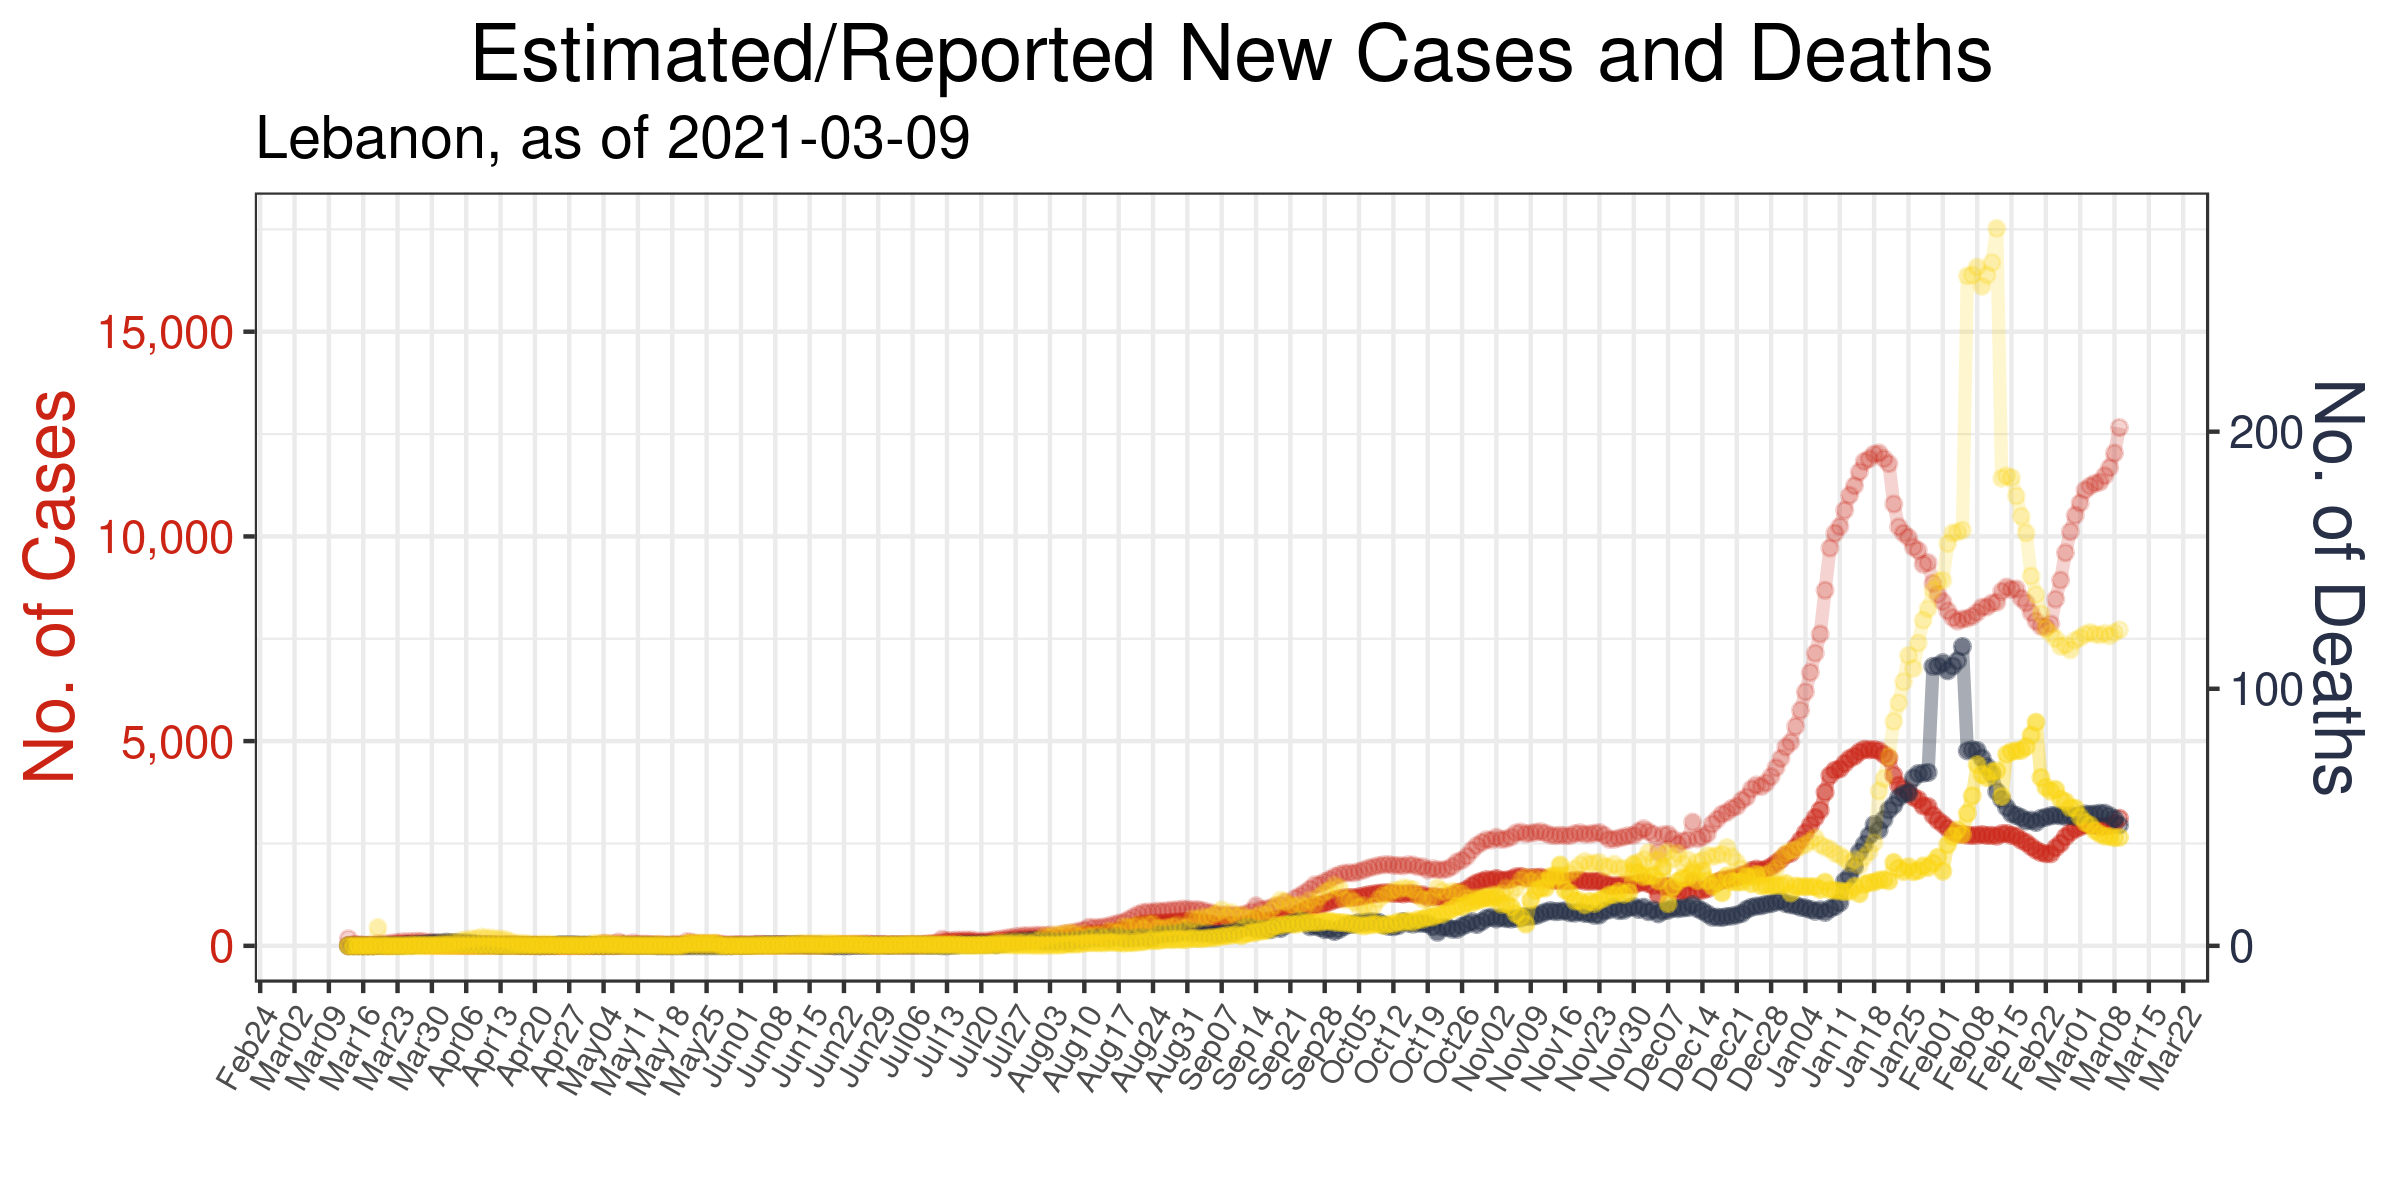 Estimated/Reported New Cases and Deaths
Lebanon, as of 2021-03-09
No. of Cases
15,000
10,000
5,000
0
200
100
0
No. of Deaths
Feb24 Mar02 Mar09 Mar16 Mar23 Mar30 Apr06 Apr13 Apr20 Apr27 May04 May11 May18 May25 Jun01 Jun08 Jun15 Jun22 Jun29 Jul06 Jul13 Jul20 Jul27 Aug03 Aug10 Aug17 Aug24 Aug31 Sep07 Sep14 Sep21 Sep28 Oct05 Oct12 Oct19 Oct26 Nov02 Nov09 Nov16 Nov23 Nov30 Dec07 Dec14 Dec21 Dec28 Jan04 Jan11 Jan18 Jan25 Feb01 Feb08 Feb15 Feb22 Mar01 Mar08 Mar15 Mar22